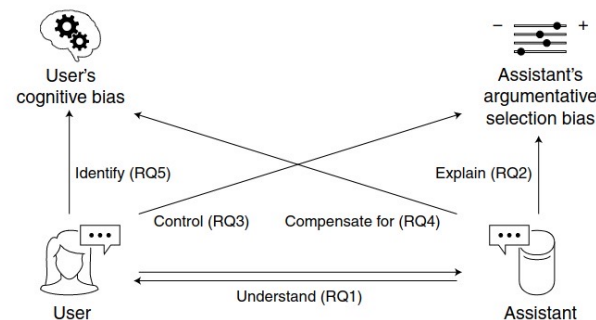 − +
User's
cognitive bias
Assistant's
argumentative
selection bias
Identify (RQ5)
Explain (RQ2)
Control (RQ3)
Compensate for (RQ4)
Understand (RQ1)
User
Assistant